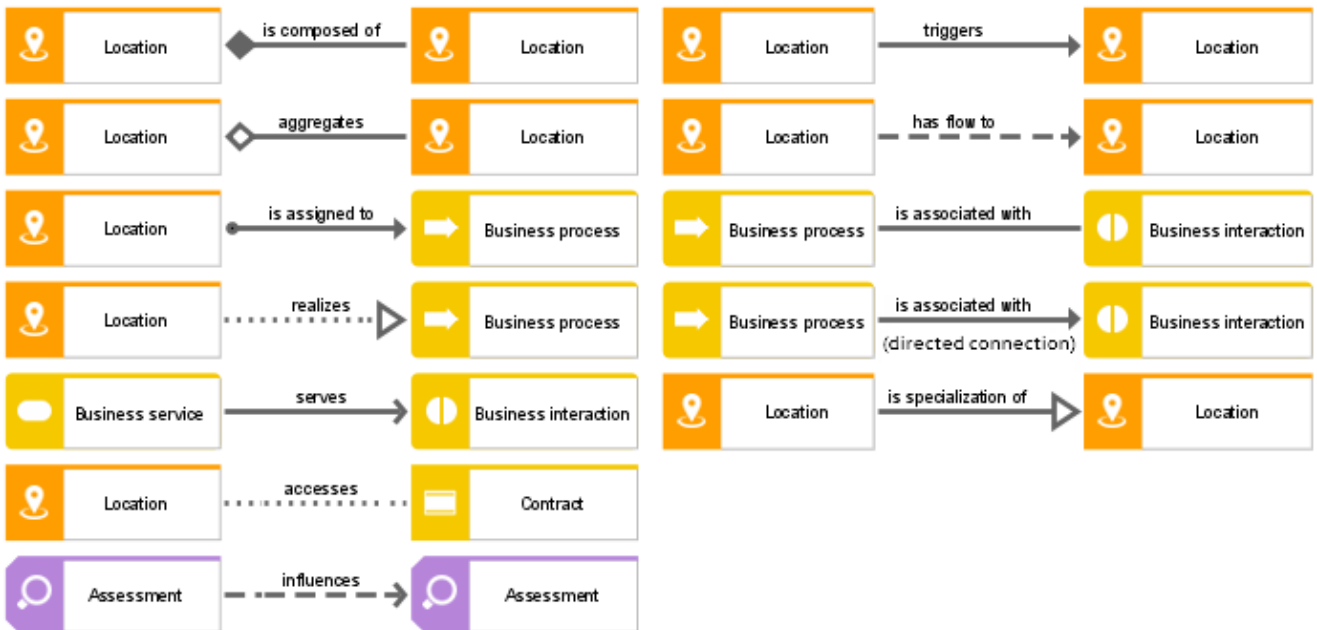 Location is composed of Location
Location aggregates Location
Location is assigned to Business process
Location realizes Business process
Business service serves Business interaction
Location accesses Contract
Assessment influences Assessment
Location triggers Location
Location has flow to Location
Business process is associated with Business interaction
Business process is associated with Business interaction
(directed connection)
Location is specialization of Location